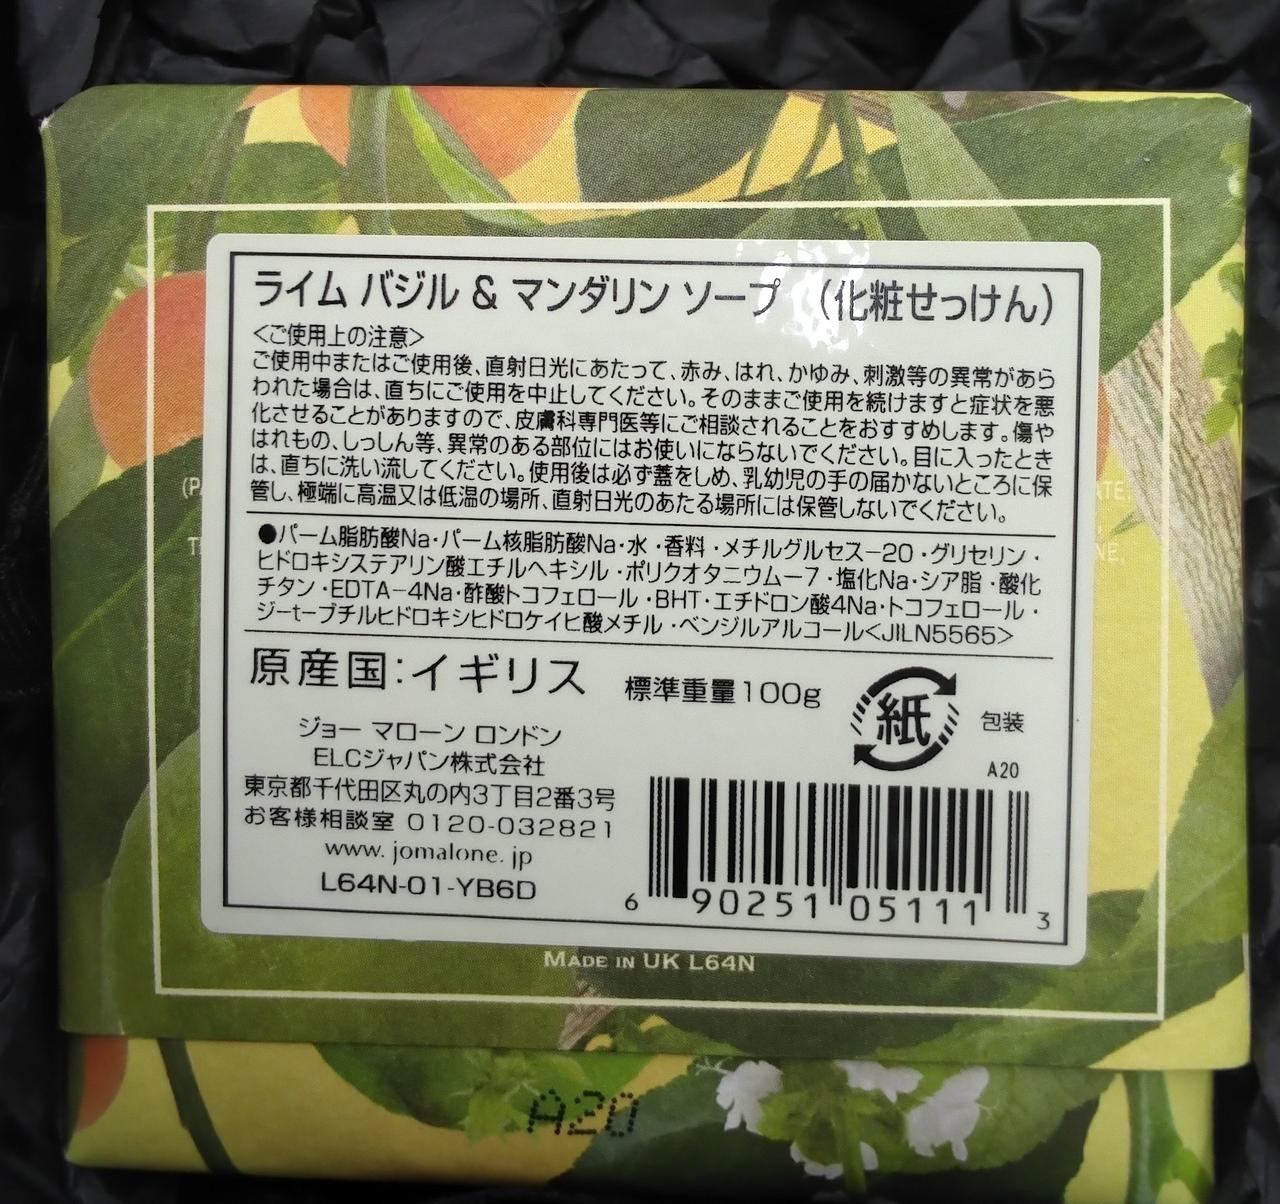 ライム バジル & マンダリン ソープ （化粧せっけん）
<ご使用上の注意>
ご使用中またはご使用後、直射日光にあたって、赤み、はれ、かゆみ、刺激等の異常があら
われた場合は、直ちにご使用を中止してください。そのままご使用を続けますと症状を悪
化させることがありますので、皮膚科専門医等にご相談されることをおすすめします。傷や
はれもの、しっしん等、異常のある部位にはお使いにならないでください。目に入ったとき
は、直ちに洗い流してください。使用後は必ず蓋をしめ、乳幼児の手の届かないところに保
管し、極端に高温又は低温の場所、直射日光のあたる場所には保管しないでください。
●パーム脂肪酸Na・パーム核脂肪酸Na・水・香料・メチルグルセス－20・グリセリン・
ヒドロキシステアリン酸エチルヘキシル・ポリクオタニウム－7・塩化Na・シア脂・酸化
チタン・EDTA－4Na・酢酸トコフェロール・BHT・エチドロン酸4Na・トコフェロール・
ジ－t－ブチルヒドロキシヒドロケイヒ酸メチル・ベンジルアルコール<JILN5565>
原産国：イギリス
標準重量100g
紙
包装
A20
ジョー マローン ロンドン
ELCジャパン株式会社
東京都千代田区丸の内3丁目2番3号
お客様相談室 0120-032821
www. jomalone. jp
L64N-01-YB6D
6 90251 05111 3
MADE IN UK L64N
A20